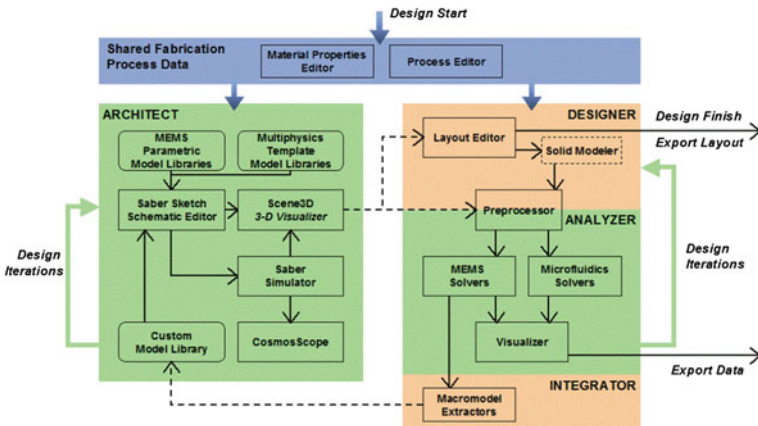 Design Start
Shared Fabrication
Process Data
Material Properties
Editor
Process Editor
ARCHITECT
MEMS
Parametric
Model Libraries
Multiphysics
Template
Model Libraries
Saber Sketch
Schematic Editor
Scene3D
3-D Visualizer
Saber
Simulator
Custom
Model Library
CosmosScope
Design
Iterations
DESIGNER
Layout Editor
Solid Modeler
Design Finish
Export Layout
Preprocessor
ANALYZER
MEMS
Solvers
Microfluidics
Solvers
Visualizer
Design
Iterations
Export Data
INTEGRATOR
Macromodel
Extractors